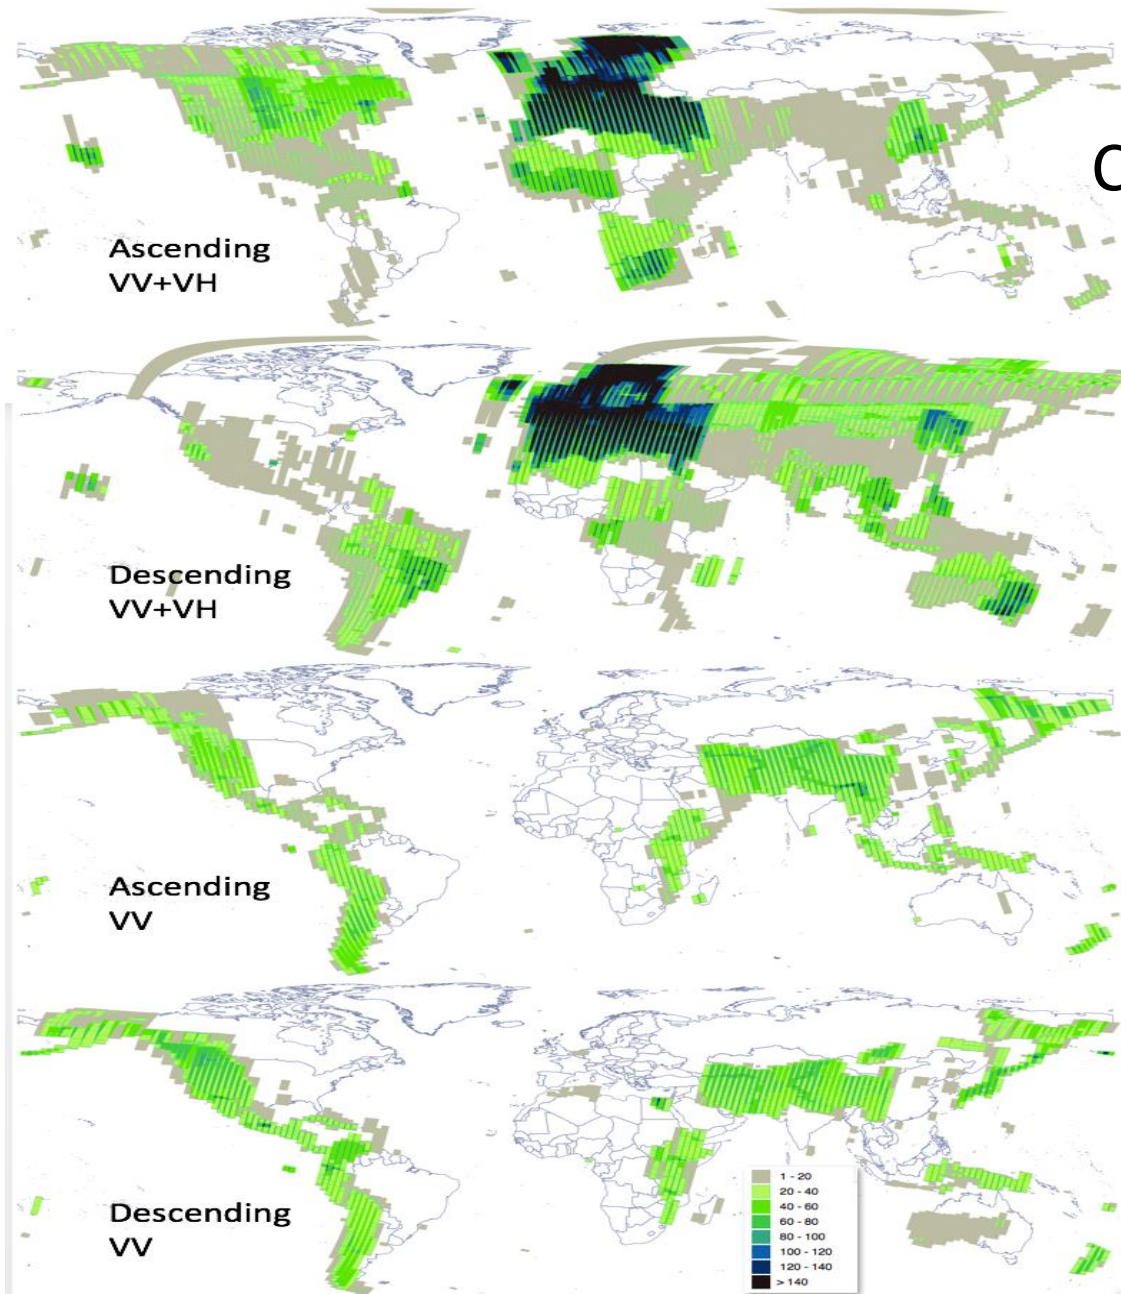 C
Ascending
VV+VH
Descending
VV+VH
Ascending
VV
Descending
VV
1 - 20
20 - 40
40 - 60
60 - 80
80 - 100
100 - 120
120 - 140
> 140